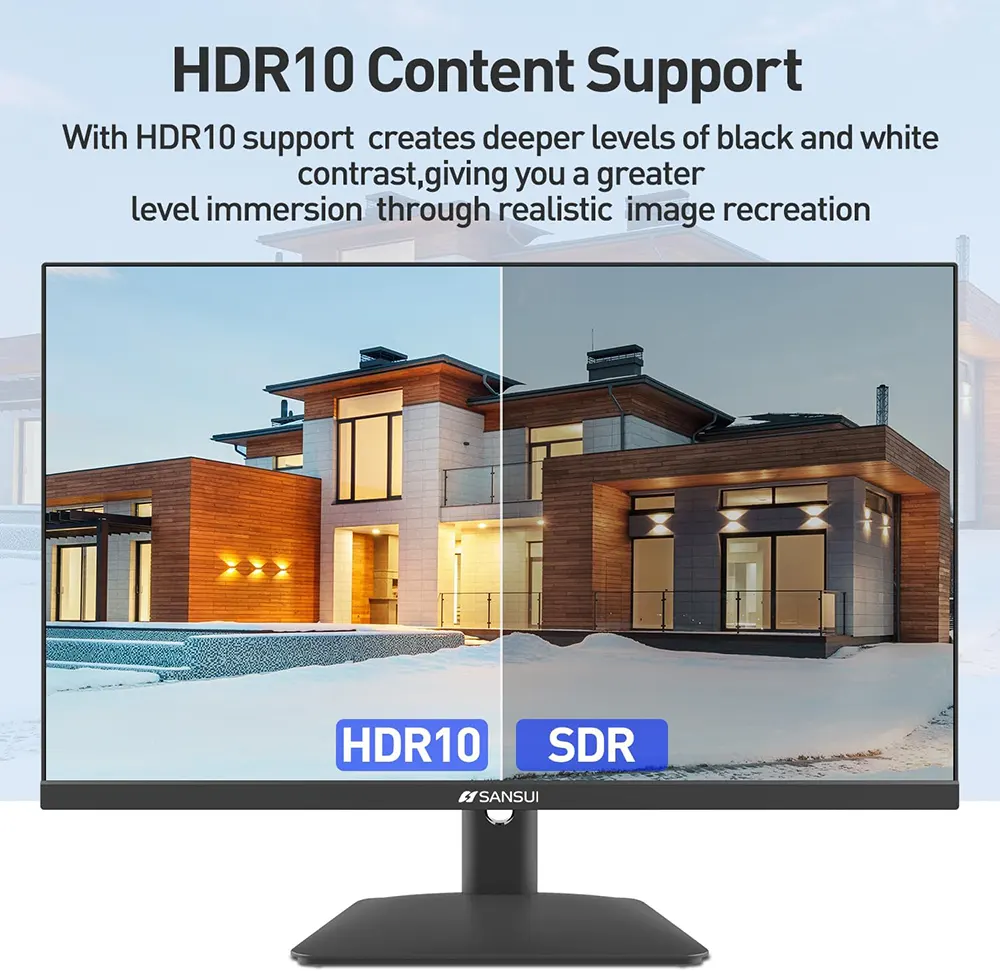 HDR10 Content Support
With HDR10 support creates deeper levels of black and white
contrast,giving you a greater
level immersion through realistic image recreation
HDR10
SDR
SANSUI